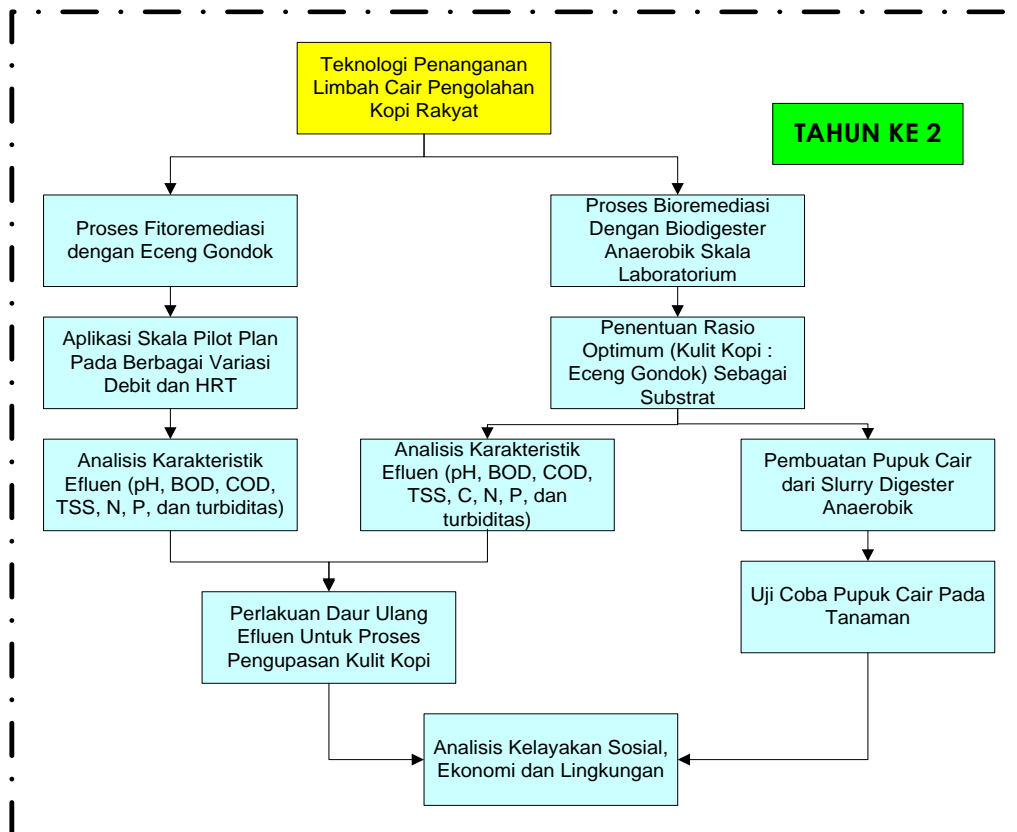 Teknologi Penanganan
Limbah Cair Pengolahan
Kopi Rakyat
TAHUN KE 2
Proses Fitoremediasi
dengan Eceng Gondok
Proses Bioremediasi
Dengan Biodigester
Anaerobik Skala
Laboratorium
Aplikasi Skala Pilot Plan
Pada Berbagai Variasi
Debit dan HRT
Penentuan Rasio
Optimum (Kulit Kopi :
Eceng Gondok) Sebagai
Substrat
Analisis Karakteristik
Efluen (pH, BOD, COD,
TSS, N, P, dan turbiditas)
Analisis Karakteristik
Efluen (pH, BOD, COD,
TSS, C, N, P, dan
turbiditas)
Pembuatan Pupuk Cair
dari Slurry Digester
Anaerobik
Perlakuan Daur Ulang
Efluen Untuk Proses
Pengupasan Kulit Kopi
Uji Coba Pupuk Cair Pada
Tanaman
Analisis Kelayakan Sosial,
Ekonomi dan Lingkungan